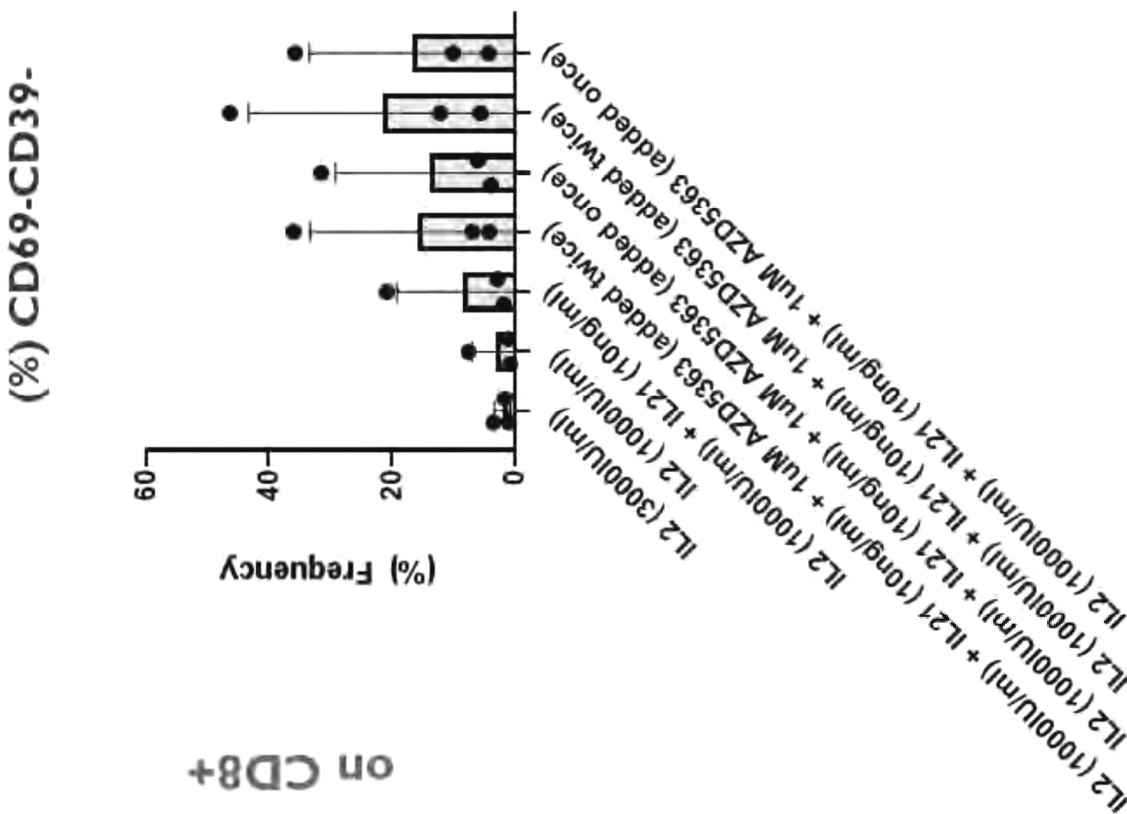 (%) CD69-CD39-
on CD8+
(%) Frequency
60
40
20
0
IL2 (3000IU/ml)
IL2 (1000IU/ml)
IL2 (1000IU/ml) + IL21 (10ng/ml)
IL2 (1000IU/ml) + IL21 (10ng/ml) + 1uM AZD5363 (added twice)
IL2 (1000IU/ml) + IL21 (10ng/ml) + 1uM AZD5363 (added once)
IL2 (1000IU/ml) + IL21 (10ng/ml) + 1uM AZD5363 (added twice)
IL2 (1000IU/ml) + IL21 (10ng/ml) + 1uM AZD5363 (added once)